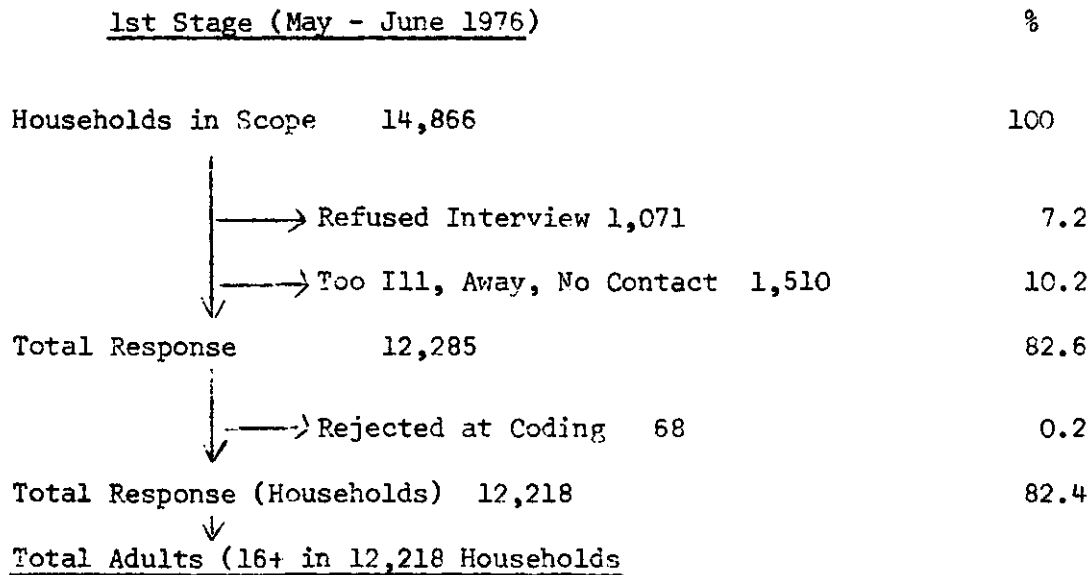 1st Stage (May - June 1976) %
Households in Scope 14,866 100
Refused Interview 1,071 7.2
Too Ill, Away, No Contact 1,510 10.2
Total Response 12,285 82.6
Rejected at Coding 68 0.2
Total Response (Households) 12,218 82.4
Total Adults (16+ in 12,218 Households